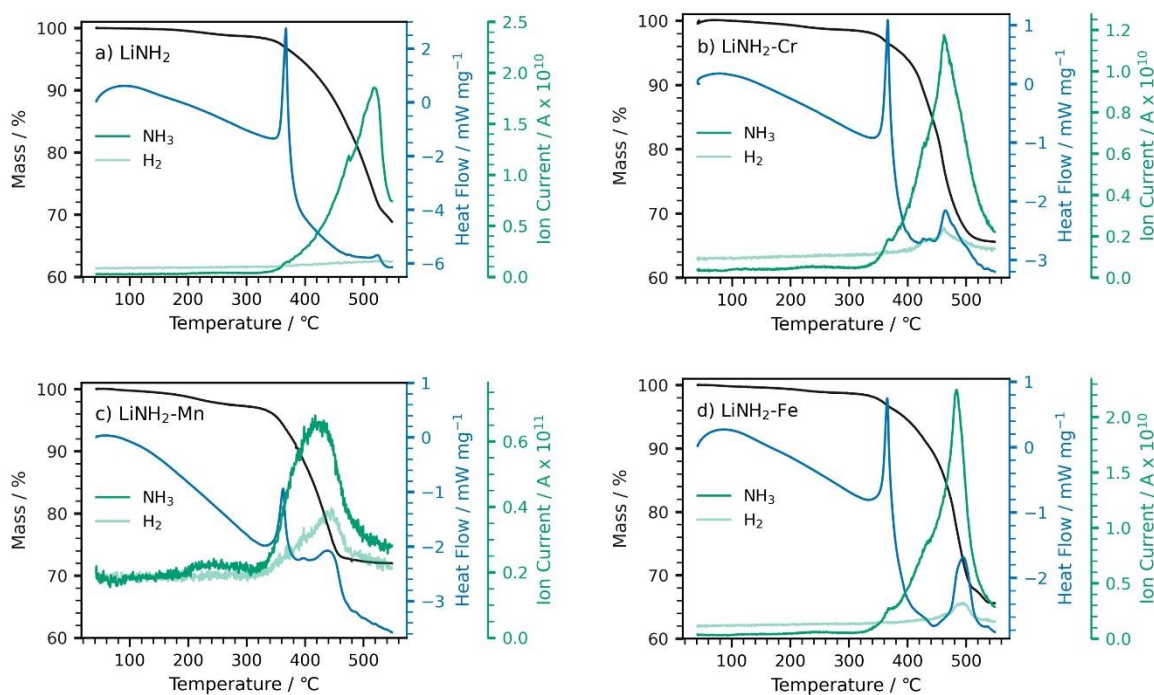 a) LiNH₂
NH₃
H₂
Mass / %
100
90
80
70
60
100 200 300 400 500
Temperature / °C
2
0
−2
−4
−6
Heat Flow / mW mg⁻¹
2.5
2.0
1.5
1.0
0.5
0.0
Ion Current / A x 10¹⁰
b) LiNH₂-Cr
NH₃
H₂
Mass / %
100
90
80
70
60
100 200 300 400 500
Temperature / °C
1
0
−1
−2
−3
Heat Flow / mW mg⁻¹
1.2
1.0
0.8
0.6
0.4
0.2
0.0
Ion Current / A x 10¹⁰
c) LiNH₂-Mn
NH₃
H₂
Mass / %
100
90
80
70
60
100 200 300 400 500
Temperature / °C
1
0
−1
−2
−3
Heat Flow / mW mg⁻¹
0.6
0.4
0.2
0.0
Ion Current / A x 10¹¹
d) LiNH₂-Fe
NH₃
H₂
Mass / %
100
90
80
70
60
100 200 300 400 500
Temperature / °C
1
0
−1
−2
Heat Flow / mW mg⁻¹
2.0
1.5
1.0
0.5
0.0
Ion Current / A x 10¹⁰